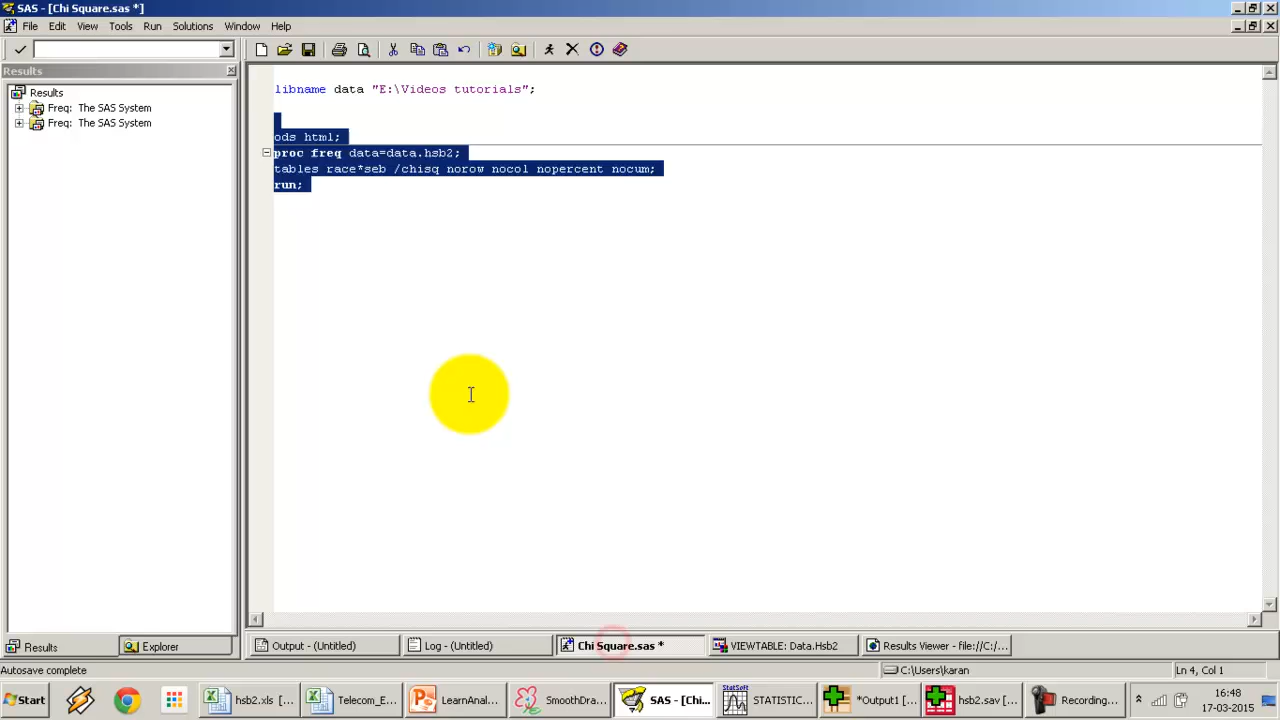 SAS - [Chi Square.sas *]
File Edit View Tools Run Solutions Window Help
Results
Results
Freq: The SAS System
Freq: The SAS System
libname data "E:\Videos tutorials";
ods html;
proc freq data=data.hsb2;
tables race*seb /chisq norow nocol nopercent nocum;
run;
Results
Explorer
Output - (Untitled)
Log - (Untitled)
Chi Square.sas *
VIEWTABLE: Data.Hsb2
Results Viewer - file://C:/...
Autosave complete
C:\Users\karan
Ln 4, Col 1
Start
hsb2.xls [...
Telecom_E...
LearnAnal...
SmoothDra...
SAS - [Chi...
StatSoft
STATISTIC...
*Output1 [...
hsb2.sav [...
Recording...
16:48
17-03-2015